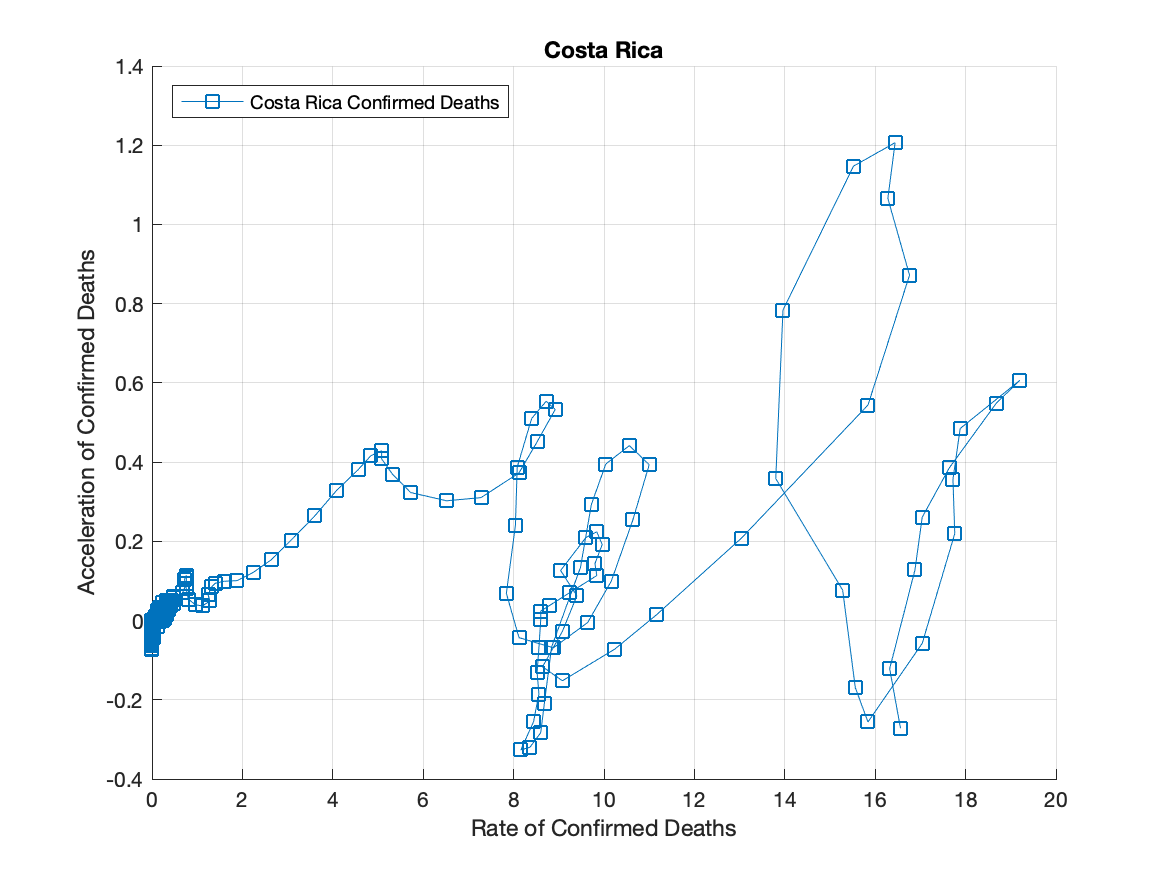 Costa Rica
1.4
Costa Rica Confirmed Deaths
1.2
1
0.8
0.6
0.4
0.2
0
-0.2
-0.4
Acceleration of Confirmed Deaths
0 2 4 6 8 10 12 14 16 18 20
Rate of Confirmed Deaths